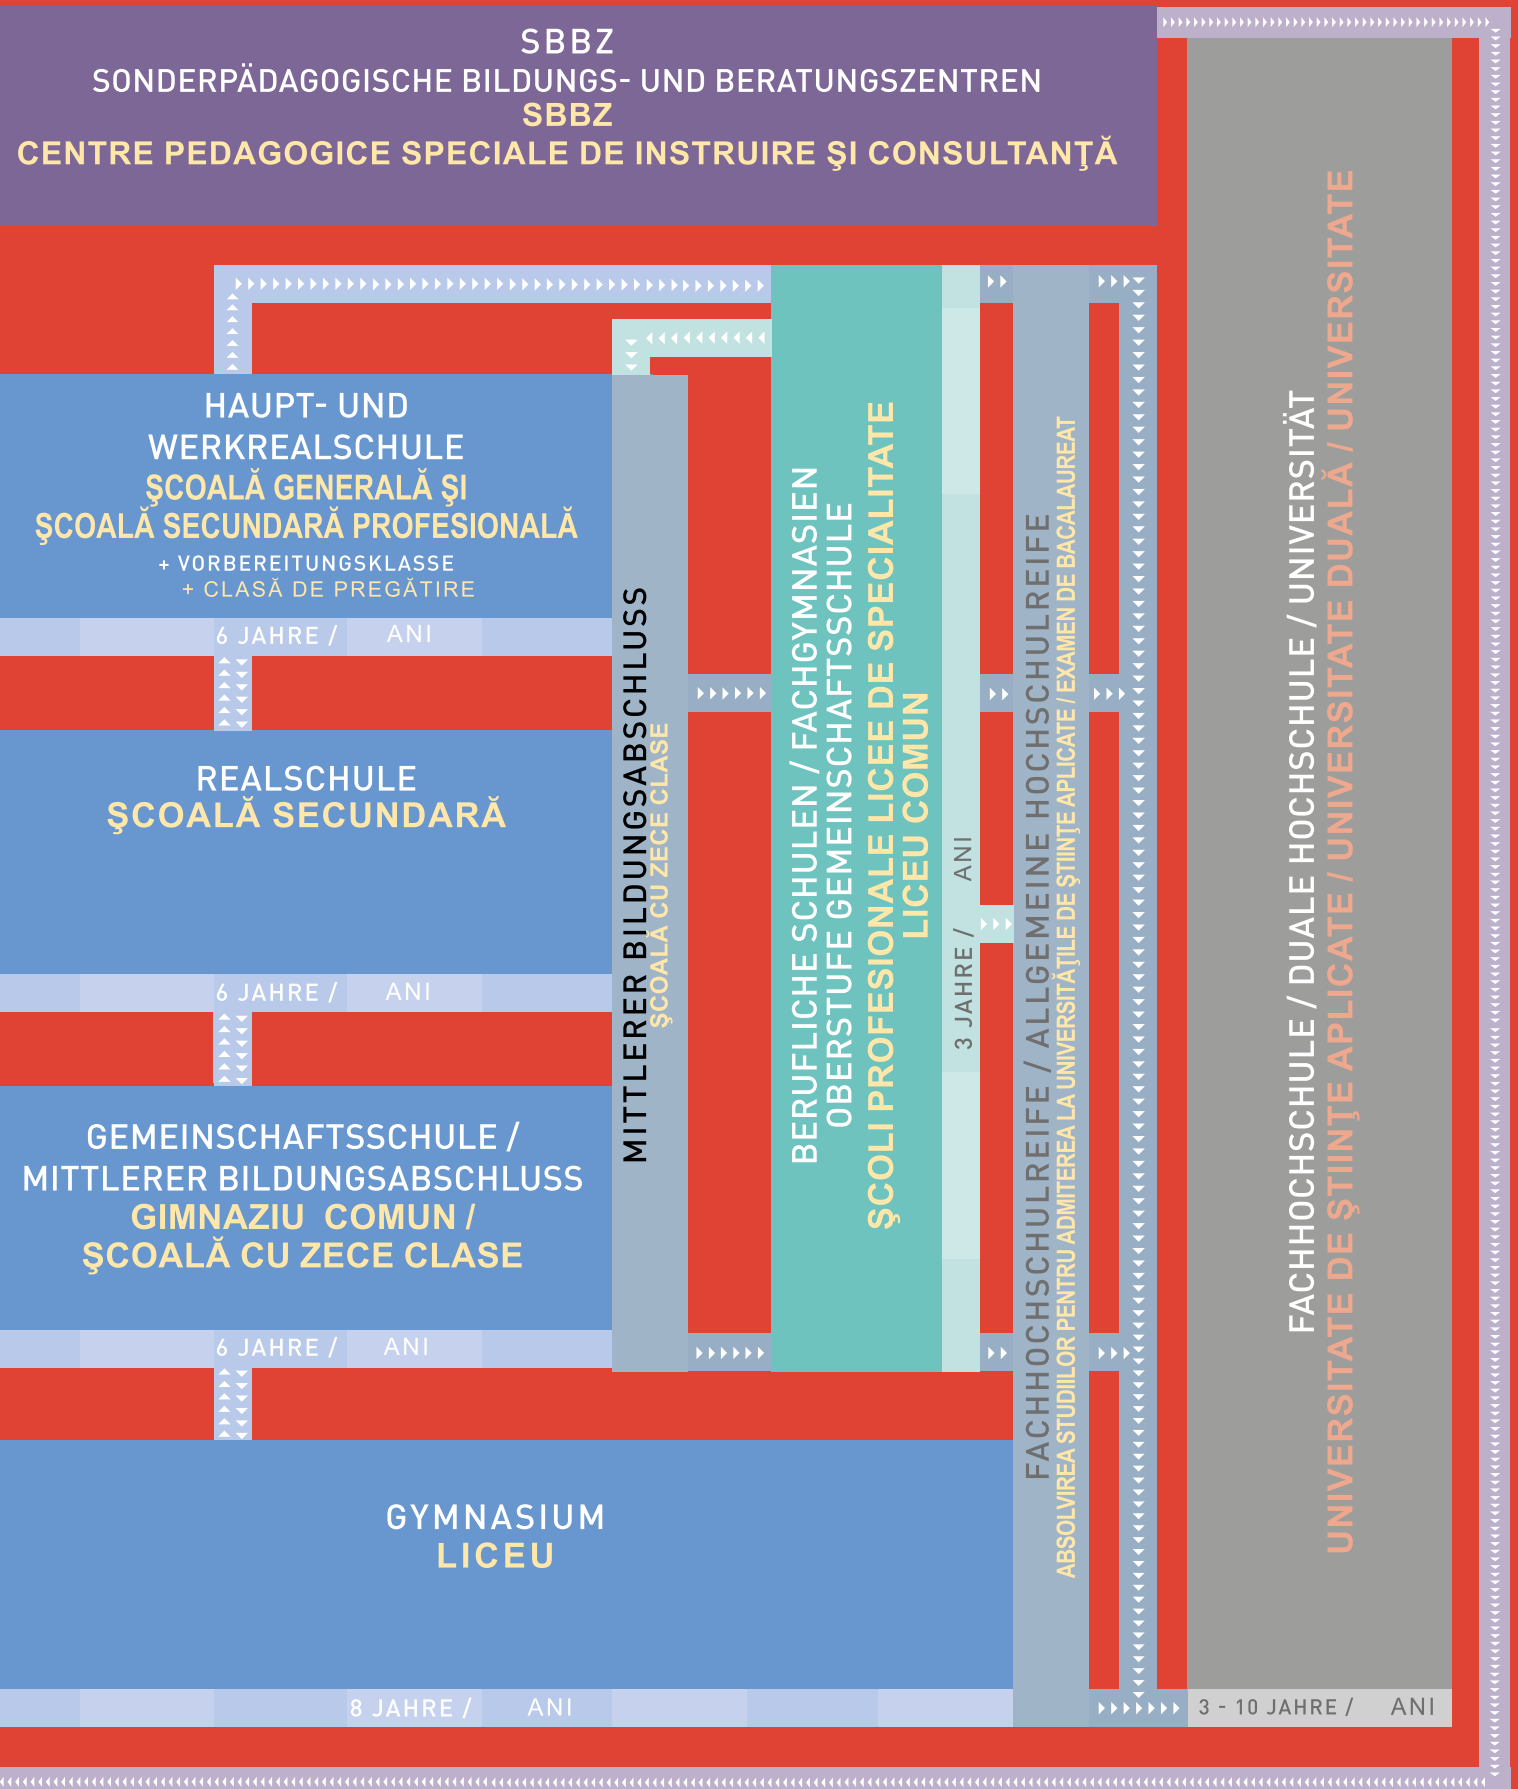 SBBZ
SONDERPÄDAGOGISCHE BILDUNGS- UND BERATUNGSZENTREN
SBBZ
CENTRE PEDAGOGICE SPECIALE DE INSTRUIRE ŞI CONSULTANŢĂ
HAUPT- UND
WERKREALSCHULE
ŞCOALĂ GENERALĂ ŞI
ŞCOALĂ SECUNDARĂ PROFESIONALĂ
+ VORBEREITUNGSKLASSE
+ CLASĂ DE PREGĂTIRE
6 JAHRE / ANI
REALSCHULE
ŞCOALĂ SECUNDARĂ
6 JAHRE / ANI
GEMEINSCHAFTSSCHULE /
MITTLERER BILDUNGSABSCHLUSS
GIMNAZIU COMUN /
ŞCOALĂ CU ZECE CLASE
6 JAHRE / ANI
GYMNASIUM
LICEU
8 JAHRE / ANI
MITTLERER BILDUNGSABSCHLUSS
ŞCOALĂ CU ZECE CLASE
BERUFLICHE SCHULEN / FACHGYMNASIEN
OBERSTUFE GEMEINSCHAFTSSCHULE
ŞCOLI PROFESIONALE LICEE DE SPECIALITATE
LICEU COMUN
3 JAHRE / ANI
FACHHOCHSCHULREIFE / ALLGEMEINE HOCHSCHULREIFE
ABSOLVIREA STUDIILOR PENTRU ADMITEREA LA UNIVERSITĂŢILE DE ŞTIINŢE APLICATE / EXAMEN DE BACALAUREAT
FACHHOCHSCHULE / DUALE HOCHSCHULE / UNIVERSITÄT
UNIVERSITATE DE ŞTIINŢE APLICATE / UNIVERSITATE DUALĂ / UNIVERSITATE
3 - 10 JAHRE / ANI